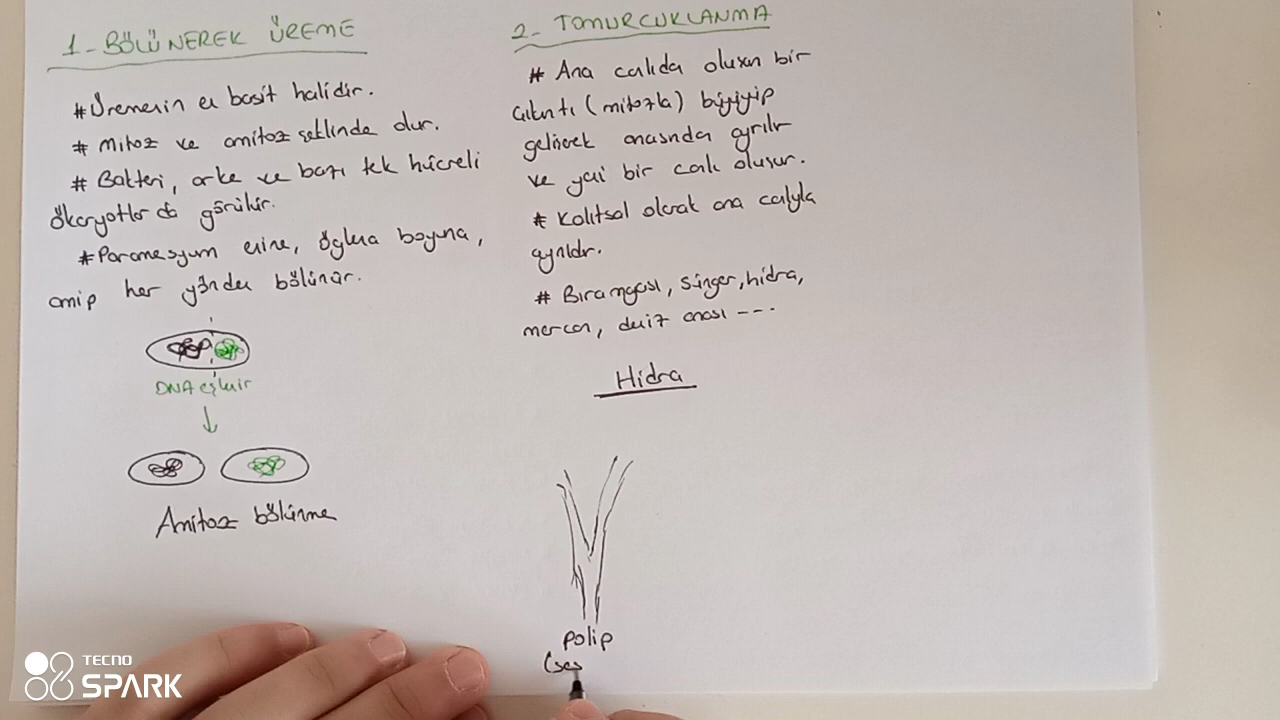 1- BÖLÜNEREK ÜREME
# Üremenin en basit halidir.
# Mitoz ve amitoz şeklinde olur.
# Bakteri, arke ve bazı tek hücreli
ökaryotlarda görülür.
# Paramesyum enine, öglena boyuna,
amip her yönden bölünür.
DNA eşlenir
Amitoz bölünme
2- TOMURCUKLANMA
# Ana canlıda oluşan bir
çıkıntı (mitozla) büyüyüp
gelişerek anasından ayrılır
ve yeni bir canlı oluşur.
# Kalıtsal olarak ana canlıyla
aynıdır.
# Bira mayası, sünger, hidra,
mercan, deniz anası ---
Hidra
polip
(ses
TECNO
SPARK